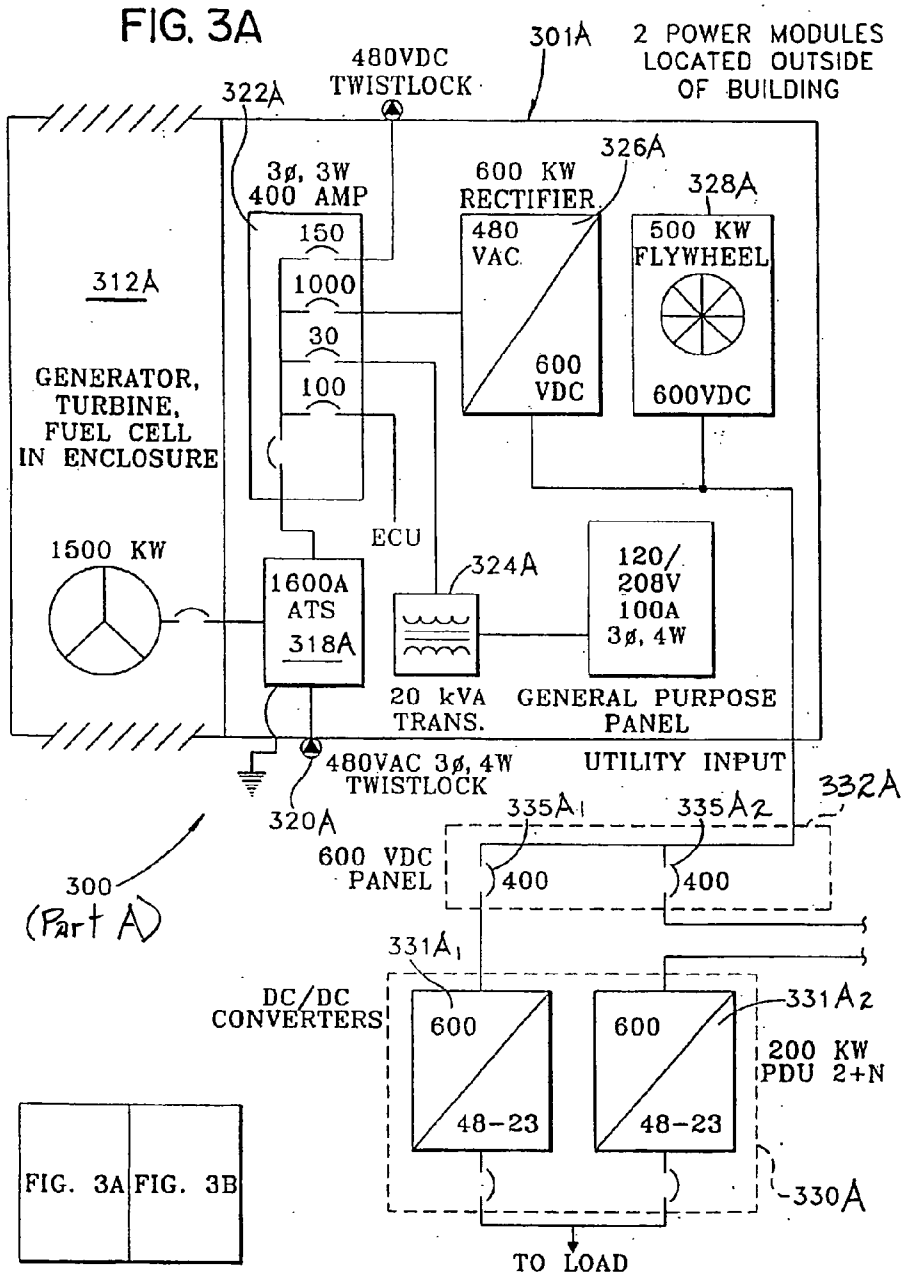 FIG. 3A
301A
2 POWER MODULES
LOCATED OUTSIDE
OF BUILDING
480VDC
TWISTLOCK
322A
3ø, 3W
400 AMP
150
1000
30
100
600 KW
RECTIFIER
326A
480
VAC
600
VDC
328A
500 KW
FLYWHEEL
600VDC
312A
GENERATOR,
TURBINE,
FUEL CELL
IN ENCLOSURE
1500 KW
ECU
1600A
ATS
318A
324A
20 kVA
TRANS.
120/
208V
100A
3ø, 4W
GENERAL PURPOSE
PANEL
480VAC 3ø, 4W
TWISTLOCK
320A
UTILITY INPUT
332A
335A1
335A2
600 VDC
PANEL
400
400
300
(Part A)
331A1
331A2
DC/DC
CONVERTERS
600
48-23
600
48-23
200 KW
PDU 2+N
330A
TO LOAD
FIG. 3A
FIG. 3B